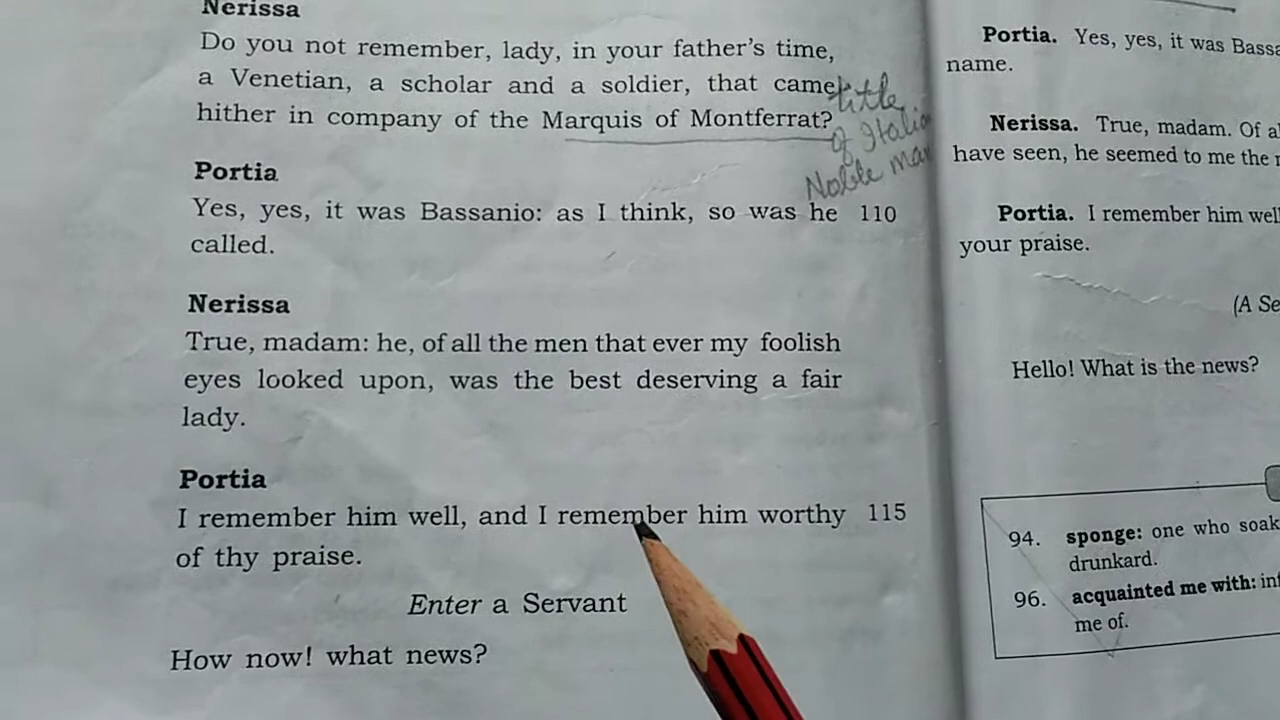 Nerissa
Do you not remember, lady, in your father's time,
a Venetian, a scholar and a soldier, that came
hither in company of the Marquis of Montferrat?
title
of Italian
Noble man
Portia
Yes, yes, it was Bassanio: as I think, so was he 110
called.
Nerissa
True, madam: he, of all the men that ever my foolish
eyes looked upon, was the best deserving a fair
lady.
Portia
I remember him well, and I remember him worthy 115
of thy praise.
Enter a Servant
How now! what news?
Portia. Yes, yes, it was
name.
Nerissa. True, madam. Of
have seen, he seemed to me the
Portia. I remember him
your praise.
(A
Hello! What is the news?
94. sponge: one who
drunkard.
96. acquainted me with:
me of.